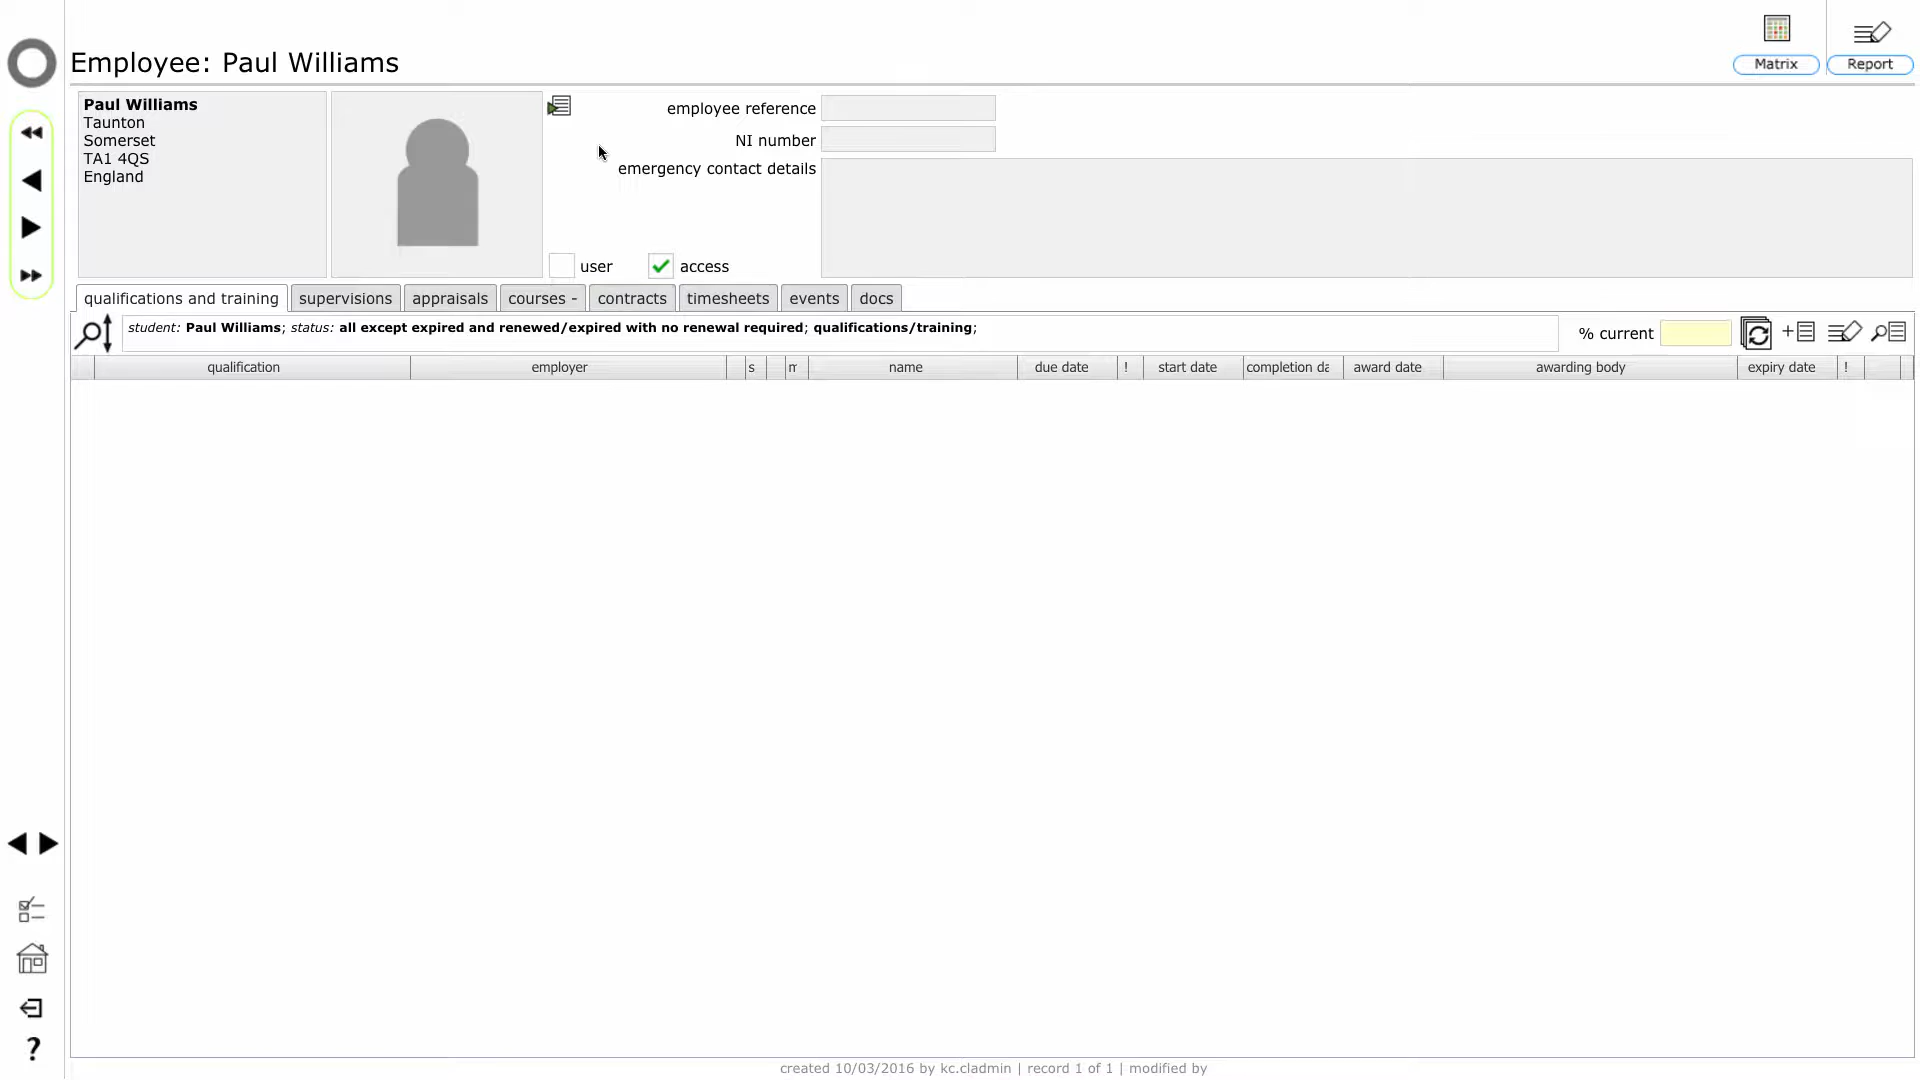 Employee: Paul Williams
Matrix
Report
Paul Williams
Taunton
Somerset
TA1 4QS
England
employee reference
NI number
emergency contact details
user
access
qualifications and training
supervisions
appraisals
courses -
contracts
timesheets
events
docs
student: Paul Williams; status: all except expired and renewed/expired with no renewal required; qualifications/training;
% current
qualification
employer
s
m
name
due date
!
start date
completion da
award date
awarding body
expiry date
!
?
created 10/03/2016 by kc.cladmin | record 1 of 1 | modified by